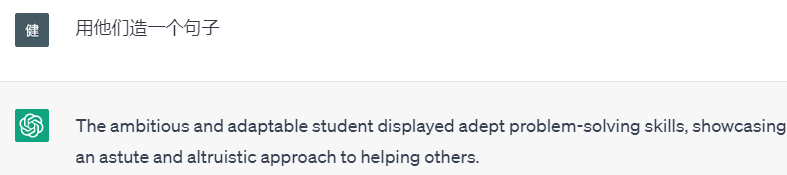 健
用他们造一个句子
The ambitious and adaptable student displayed adept problem-solving skills, showcasing
an astute and altruistic approach to helping others.